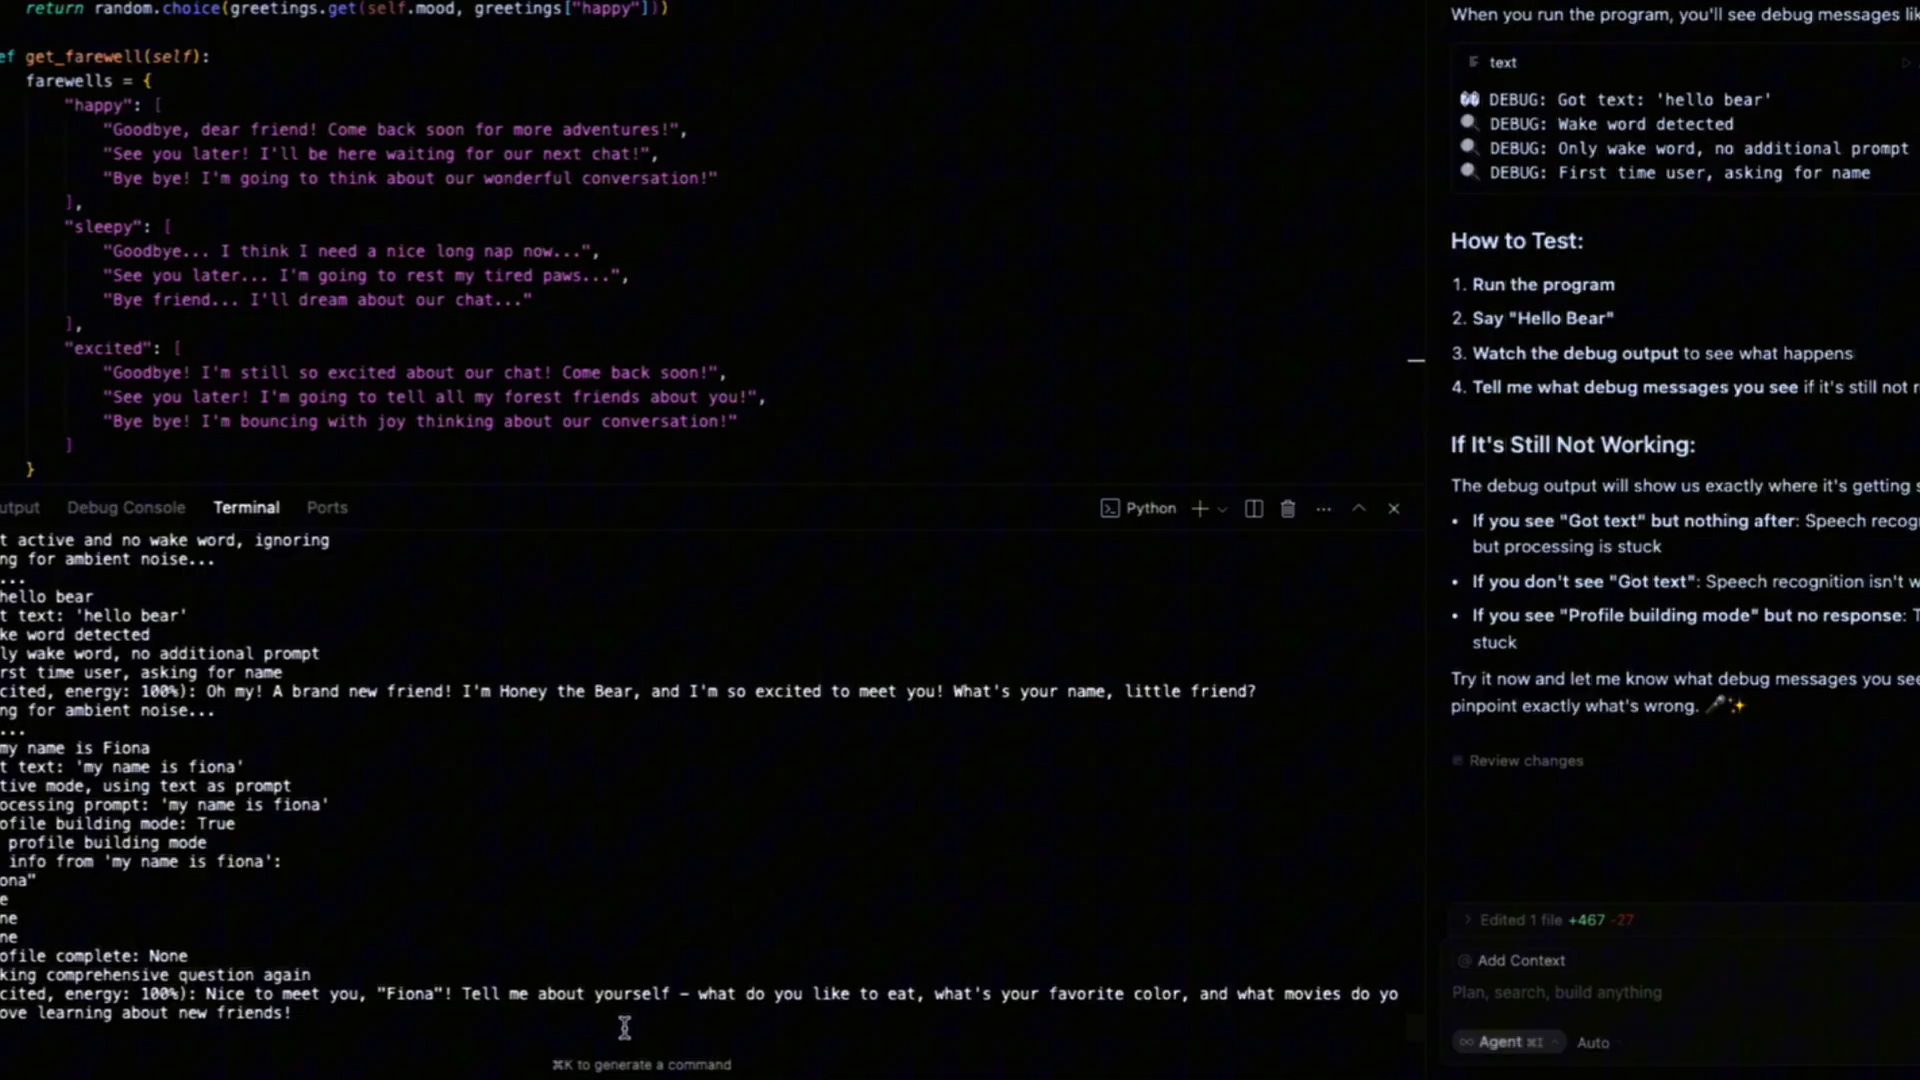 return random.choice(greetings.get(self.mood, greetings["happy"]))
ef get_farewell(self):
farewells = {
"happy": [
"Goodbye, dear friend! Come back soon for more adventures!",
"See you later! I'll be here waiting for our next chat!",
"Bye bye! I'm going to think about our wonderful conversation!"
],
"sleepy": [
"Goodbye... I think I need a nice long nap now...",
"See you later... I'm going to rest my tired paws...",
"Bye friend... I'll dream about our chat..."
],
"excited": [
"Goodbye! I'm still so excited about our chat! Come back soon!",
"See you later! I'm going to tell all my forest friends about you!",
"Bye bye! I'm bouncing with joy thinking about our conversation!"
]
}
utput Debug Console Terminal Ports
Python
t active and no wake word, ignoring
ng for ambient noise...
...
hello bear
t text: 'hello bear'
ke word detected
ly wake word, no additional prompt
rst time user, asking for name
cited, energy: 100%): Oh my! A brand new friend! I'm Honey the Bear, and I'm so excited to meet you! What's your name, little friend?
ng for ambient noise...
...
my name is Fiona
t text: 'my name is fiona'
tive mode, using text as prompt
ocessing prompt: 'my name is fiona'
ofile building mode: True
profile building mode
info from 'my name is fiona':
ona"
e
ne
ne
ofile complete: None
king comprehensive question again
cited, energy: 100%): Nice to meet you, "Fiona"! Tell me about yourself – what do you like to eat, what's your favorite color, and what movies do yo
ove learning about new friends!
⌘K to generate a command
When you run the program, you'll see debug messages lik
text
DEBUG: Got text: 'hello bear'
DEBUG: Wake word detected
DEBUG: Only wake word, no additional prompt
DEBUG: First time user, asking for name
How to Test:
1. Run the program
2. Say "Hello Bear"
3. Watch the debug output to see what happens
4. Tell me what debug messages you see if it's still not r
If It's Still Not Working:
The debug output will show us exactly where it's getting s
• If you see "Got text" but nothing after: Speech recogn
but processing is stuck
• If you don't see "Got text": Speech recognition isn't w
• If you see "Profile building mode" but no response: T
stuck
Try it now and let me know what debug messages you see
pinpoint exactly what's wrong. 🎤✨
Review changes
Edited 1 file +467 -27
@ Add Context
Plan, search, build anything
∞ Agent ⌘I Auto